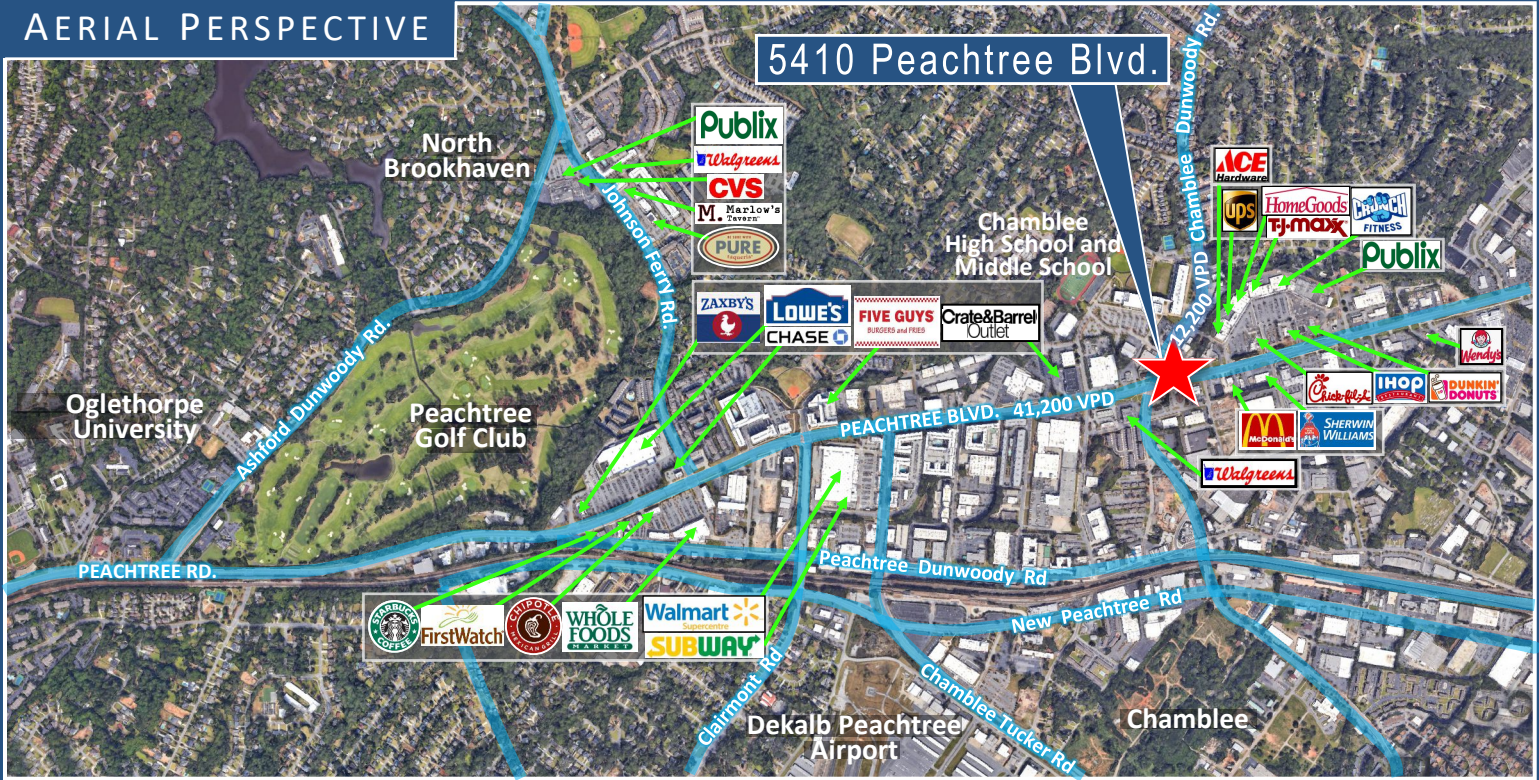 AERIAL PERSPECTIVE
5410 Peachtree Blvd.
12,200 VPD Chamblee Dunwoody Rd.
North
Brookhaven
Publix
Walgreens
CVS
M. Marlow's
Tavern
PURE
taqueria
Johnson Ferry Rd.
Chamblee
High School and
Middle School
ACE
Hardware
ups
HomeGoods
T·J·maxx
CRUNCH
FITNESS
Publix
ZAXBY'S
LOWE'S
CHASE
FIVE GUYS
BURGERS and FRIES
Crate&Barrel
Outlet
Wendy's
Chick-fil-A
IHOP
RESTAURANT
DUNKIN'
DONUTS
McDonald's
SHERWIN
WILLIAMS
Walgreens
PEACHTREE BLVD. 41,200 VPD
Oglethorpe
University
Ashford Dunwoody Rd.
Peachtree
Golf Club
PEACHTREE RD.
Peachtree Dunwoody Rd
New Peachtree Rd
STARBUCKS
COFFEE
FirstWatch
CHIPOTLE
MEXICAN GRILL
WHOLE
FOODS
MARKET
Walmart
Supercentre
SUBWAY
Clairmont Rd
Dekalb Peachtree
Airport
Chamblee Tucker Rd
Chamblee